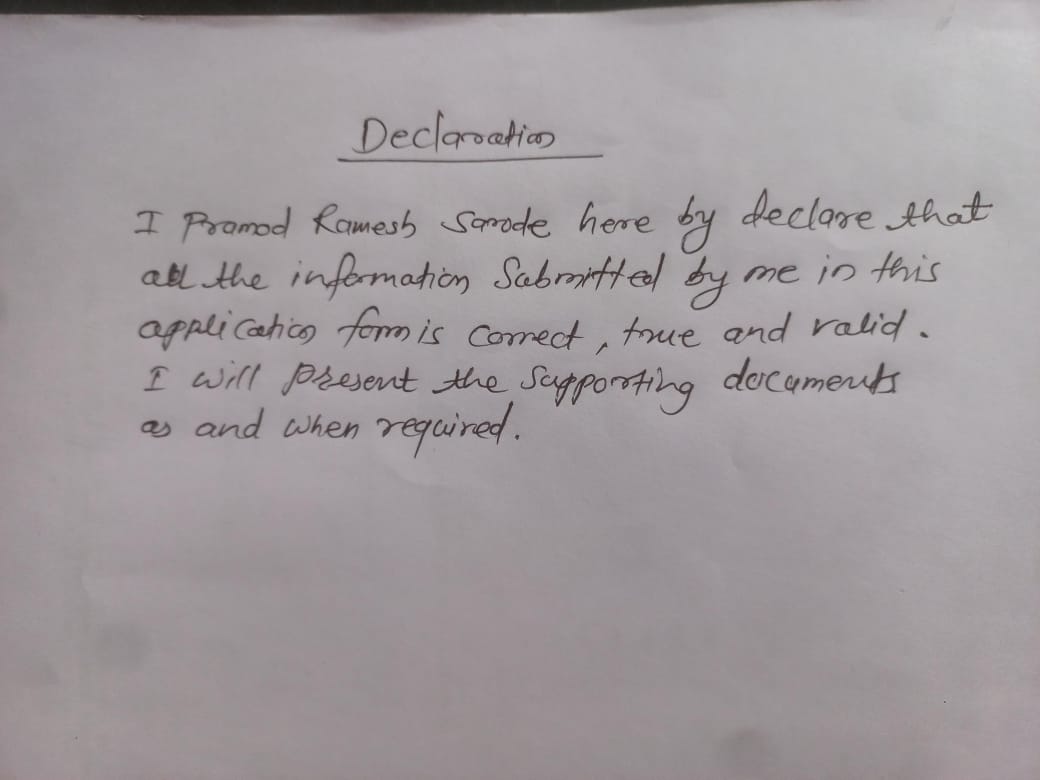 Declaration
I Pramod Ramesh Sarode here by declare that
all the information Submitted by me in this
application form is correct, true and valid.
I will present the supporting documents
as and when required.